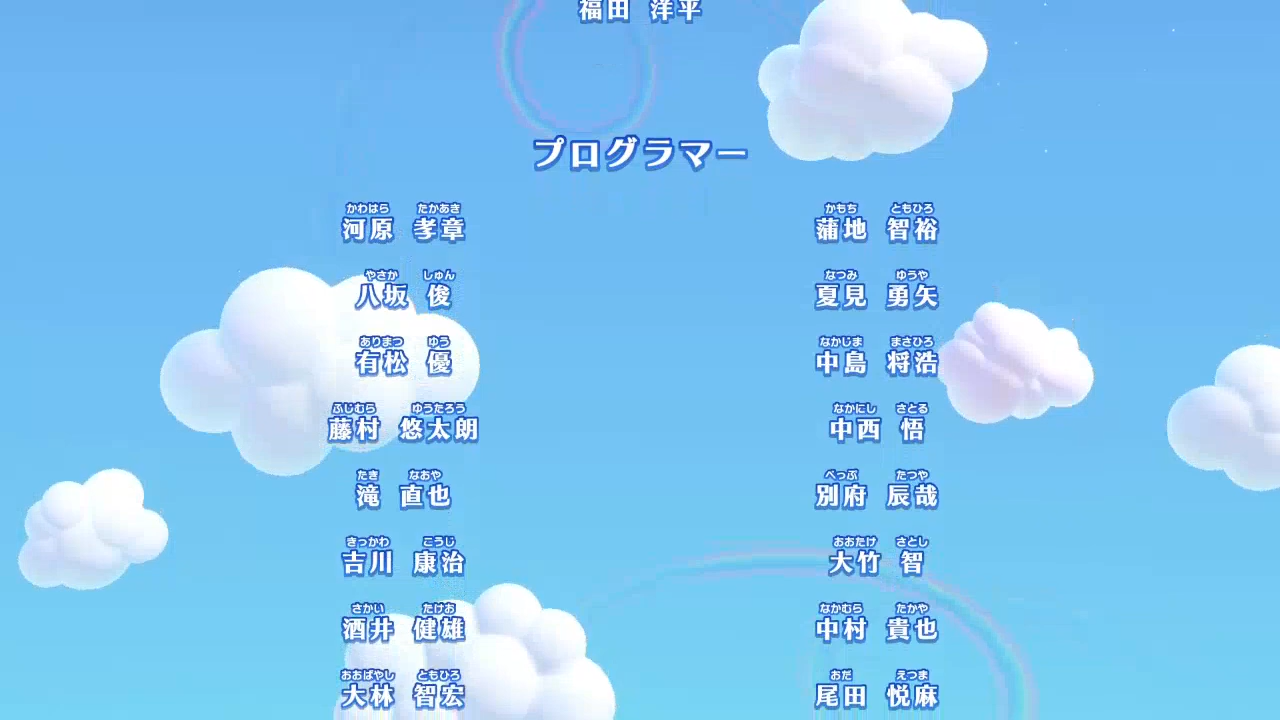 福田 洋平
プログラマー
かわはら たかあき
河原 孝章
かもち ともひろ
蒲地 智裕
やさか しゅん
八坂 俊
なつみ ゆうや
夏見 勇矢
ありまつ ゆう
有松 優
なかじま まさひろ
中島 将浩
ふじむら ゆうたろう
藤村 悠太朗
なかにし さとる
中西 悟
たき なおや
滝 直也
べっぷ たつや
別府 辰哉
きっかわ こうじ
吉川 康治
おおたけ さとし
大竹 智
さかい たけお
酒井 健雄
なかむら たかや
中村 貴也
おおばやし ともひろ
大林 智宏
おだ えつま
尾田 悦麻